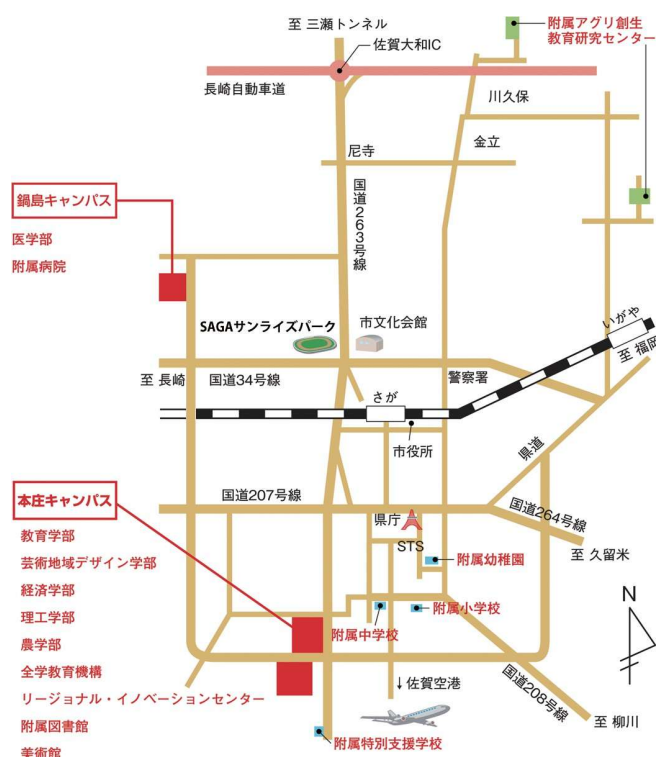 至 三瀬トンネル
佐賀大和IC
附属アグリ創生
教育研究センター
長崎自動車道
川久保
金立
尼寺
国道263号線
鍋島キャンパス
医学部
附属病院
SAGAサンライズパーク
市文化会館
いがや
至 福岡
至 長崎
国道34号線
警察署
さが
市役所
県道
本庄キャンパス
国道207号線
県庁
STS
国道264号線
至 久留米
教育学部
芸術地域デザイン学部
経済学部
理工学部
農学部
全学教育機構
リージョナル・イノベーションセンター
附属図書館
美術館
附属幼稚園
附属中学校
附属小学校
N
↓佐賀空港
国道208号線
至 柳川
附属特別支援学校